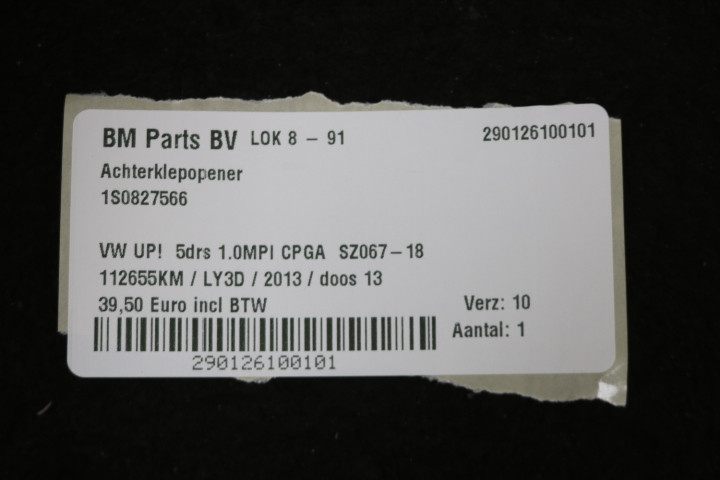 BM Parts BV LOK 8 - 91 290126100101
Achterklepopener
1S0827566
VW UP! 5drs 1.0MPI CPGA SZ067-18
112655KM / LY3D / 2013 / doos 13
39,50 Euro incl BTW Verz: 10
Aantal: 1
290126100101